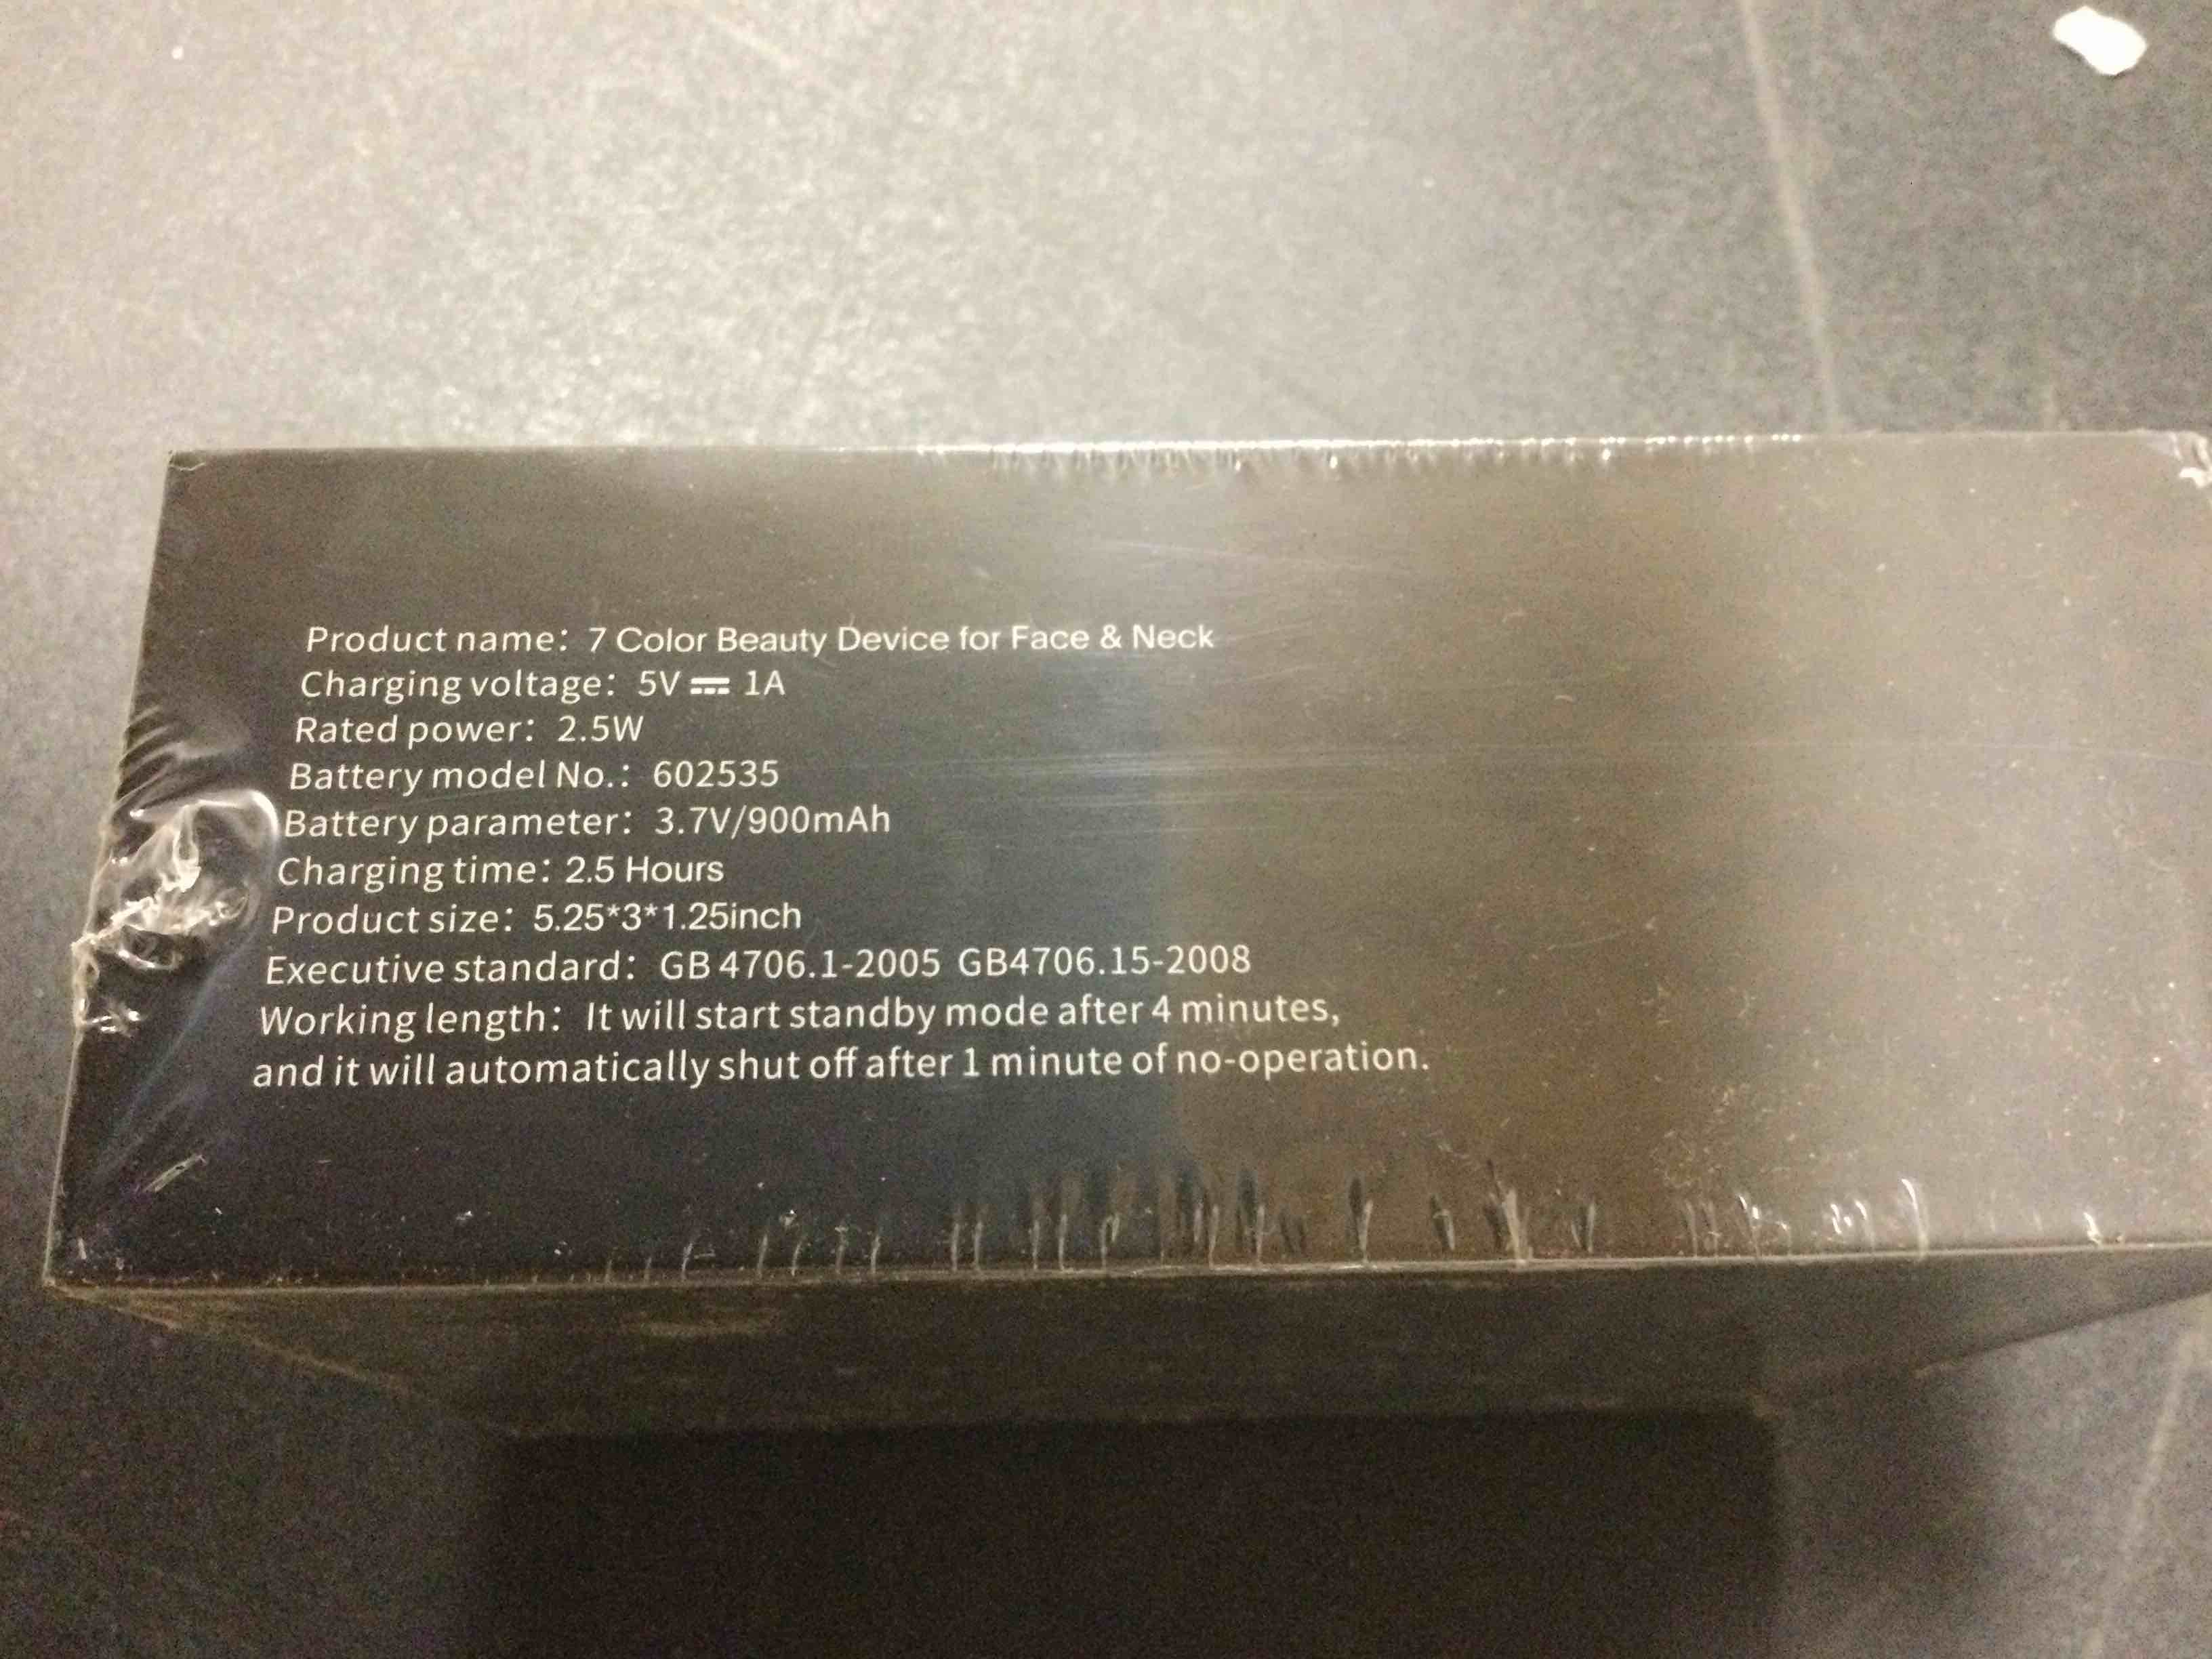 Product name: 7 Color Beauty Device for Face & Neck
Charging voltage: 5V ⎓ 1A
Rated power: 2.5W
Battery model No.: 602535
Battery parameter: 3.7V/900mAh
Charging time: 2.5 Hours
Product size: 5.25*3*1.25inch
Executive standard: GB 4706.1-2005 GB4706.15-2008
Working length: It will start standby mode after 4 minutes,
and it will automatically shut off after 1 minute of no-operation.